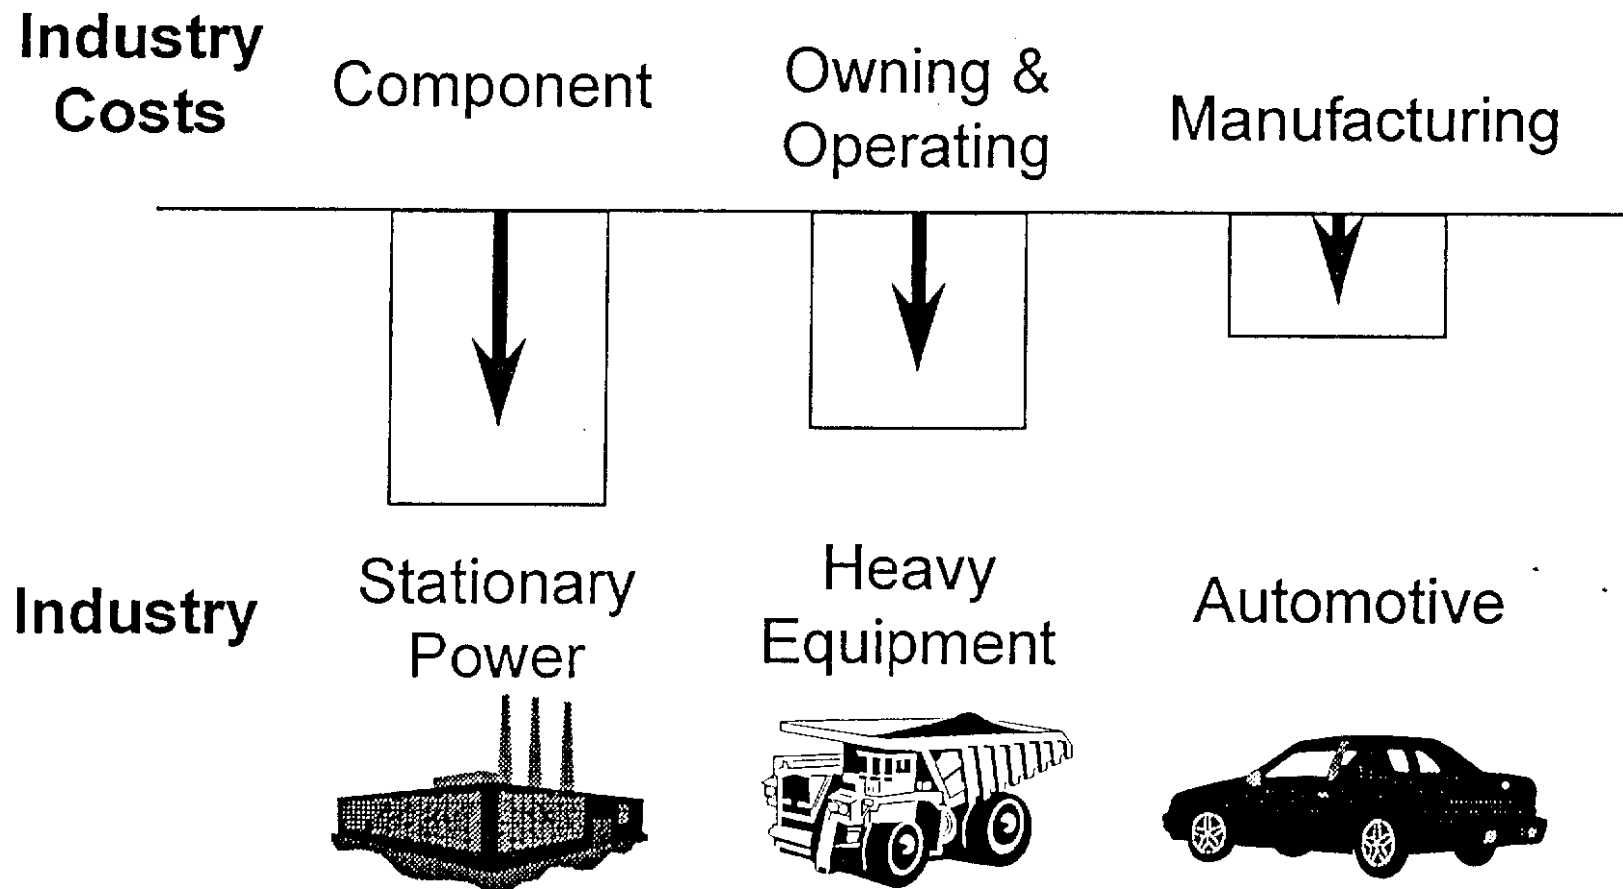 Industry
Costs
Component
Owning &
Operating
Manufacturing
Industry
Stationary
Power
Heavy
Equipment
Automotive